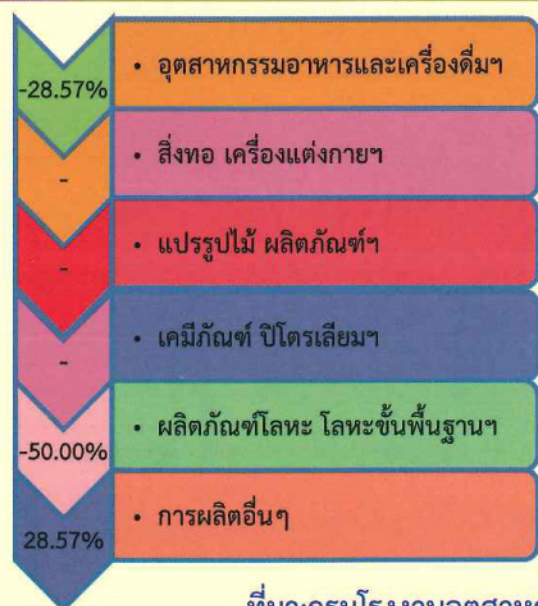 -28.57%
• อุตสาหกรรมอาหารและเครื่องดื่มฯ
-
• สิ่งทอ เครื่องแต่งกายฯ
-
• แปรรูปไม้ ผลิตภัณฑ์ฯ
-
• เคมีภัณฑ์ ปิโตรเลียมฯ
-50.00%
• ผลิตภัณฑ์โลหะ โลหะขั้นพื้นฐานฯ
28.57%
• การผลิตอื่นๆ